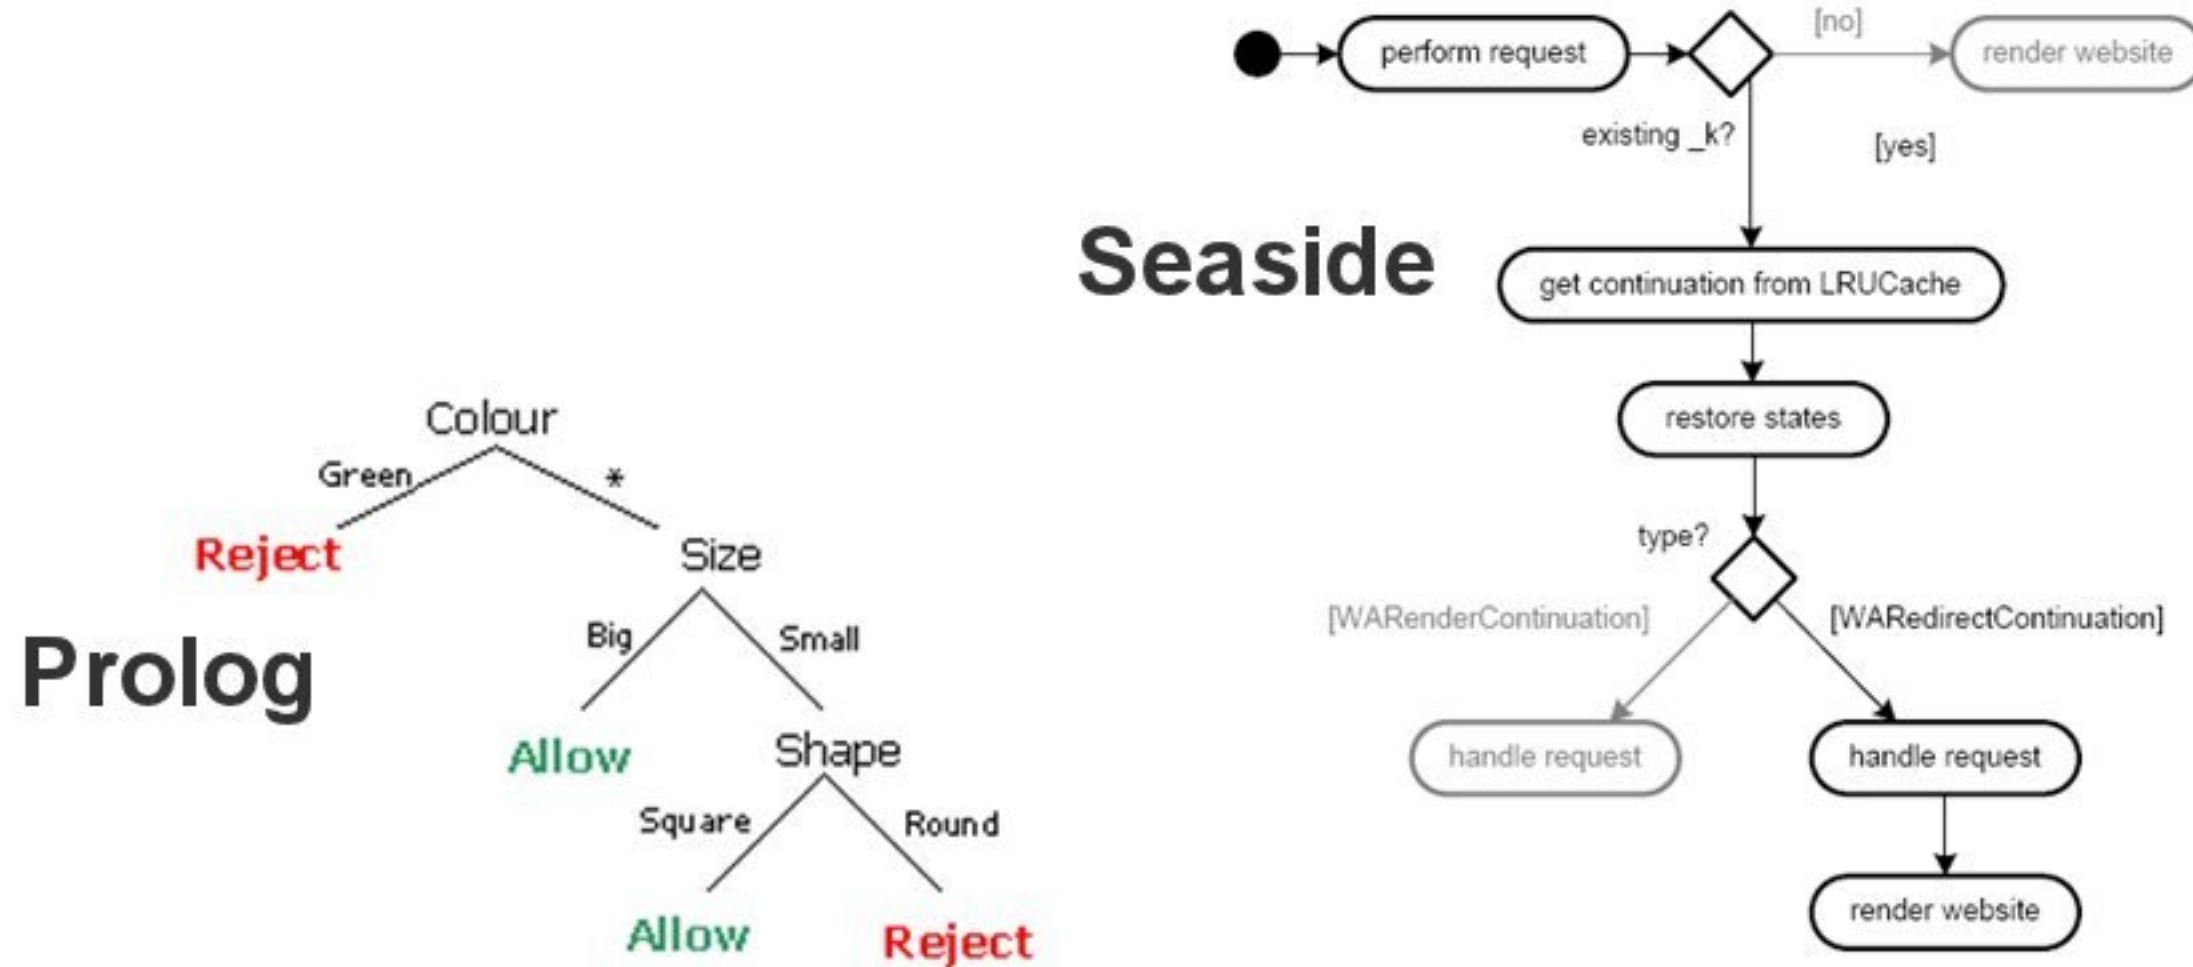 Prolog
Colour
Green
*
Reject
Size
Big
Small
Allow
Shape
Square
Round
Allow
Reject
Seaside
perform request
[no]
render website
existing _k?
[yes]
get continuation from LRUCache
restore states
type?
[WARenderContinuation]
[WARedirectContinuation]
handle request
handle request
render website